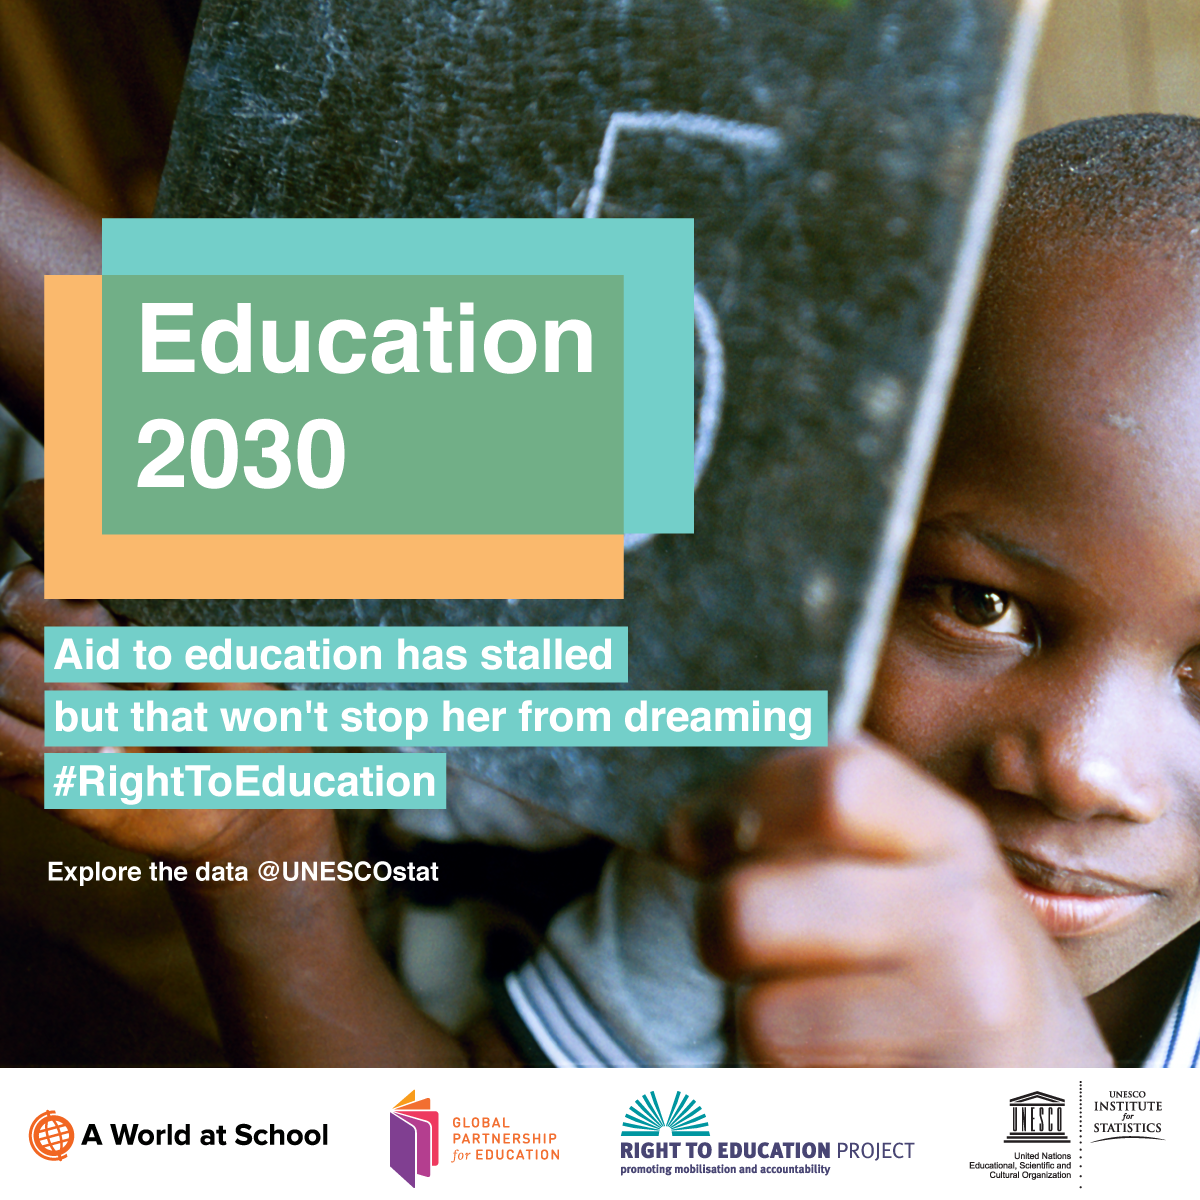 5
Education
2030
Aid to education has stalled
but that won't stop her from dreaming
#RightToEducation
Explore the data @UNESCOstat
A World at School
GLOBAL
PARTNERSHIP
for EDUCATION
RIGHT TO EDUCATION PROJECT
promoting mobilisation and accountability
UNESCO
United Nations
Educational, Scientific and
Cultural Organization
UNESCO
INSTITUTE
for
STATISTICS